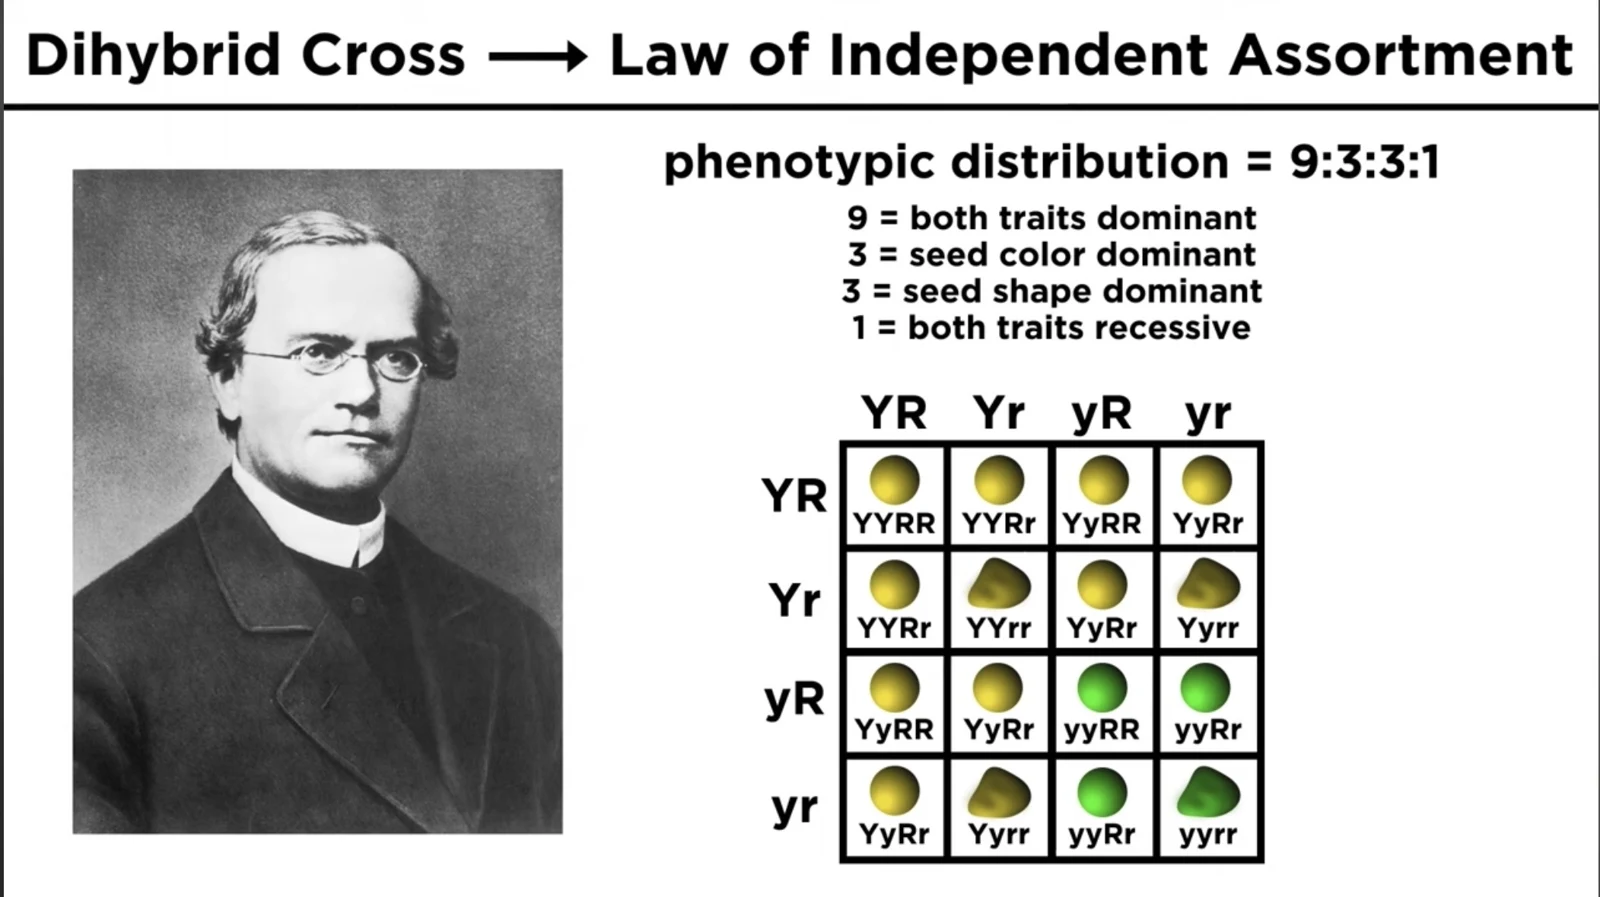 Dihybrid Cross ⟶ Law of Independent Assortment
phenotypic distribution = 9:3:3:1
9 = both traits dominant
3 = seed color dominant
3 = seed shape dominant
1 = both traits recessive
YR Yr yR yr
YR YYRR YYRr YyRR YyRr
Yr YYRr YYrr YyRr Yyrr
yR YyRR YyRr yyRR yyRr
yr YyRr Yyrr yyRr yyrr